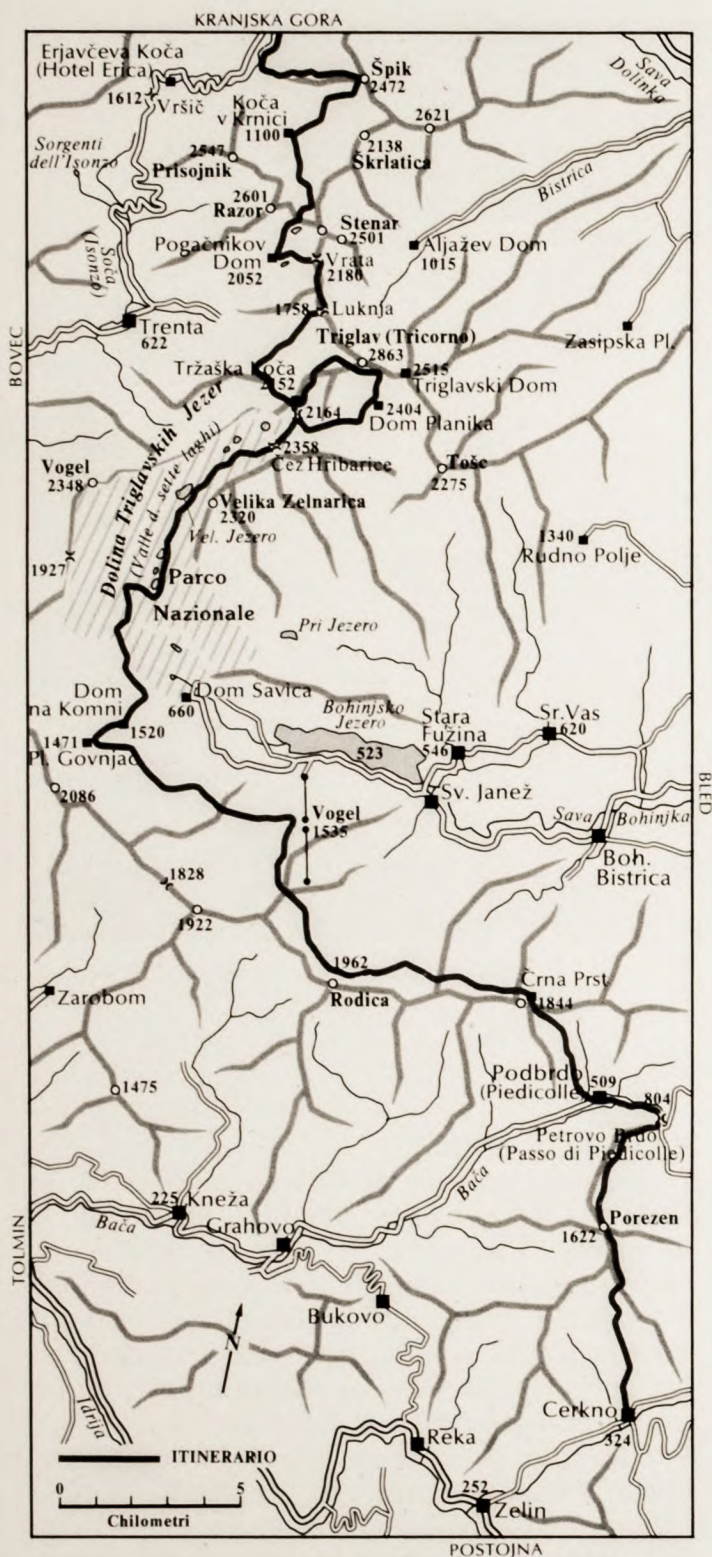 KRANJSKA GORA
Erjavčeva Koča
(Hotel Erica)
1612
Vršič
Špik
2472
Sava
Dolinka
Koča
v Krnici
1100
2621
2138
Škrlatica
Sorgenti
dell'Isonzo
2547
Prisojnik
Bistrica
2601
Razor
Stenar
2501
Aljažev Dom
1015
Pogačnikov
Dom
2052
Vrata
2180
Soča
(Isonzo)
1758
Luknja
Trenta
622
Triglav (Tricorno)
2863
Zasipska Pl.
BOVEC
Tržaška Koča
2152
2515
Triglavski Dom
2164
2404
Dom Planika
Dolina Triglavskih Jezer
(Valle d. sette laghi)
2358
Čez Hribarice
Vogel
2348
Tošc
2275
Velika Zelnarica
2320
Vel. Jezero
1340
Rudno Polje
1927
Parco
Nazionale
Pri Jezero
Dom
na Komni
1520
Dom Savica
660
Bohinjsko
Jezero
523
Stara
Fužina
546
Sr. Vas
620
1471
Pl. Govnjač
Sv. Janež
BLED
2086
Vogel
1535
Sava Bohinjka
Boh.
Bistrica
1828
1922
1962
Rodica
Črna Prst
1844
Zarobom
1475
Podbrdo
(Piedicolle)
509
804
Petrovo Brdo
(Passo di Piedicolle)
Bača
225
Kneža
Bača
Grahovo
Porezen
1622
TOLMIN
Bukovo
N
Idrija
Cerkno
324
Reka
ITINERARIO
0 5
Chilometri
252
Zelin
POSTOJNA